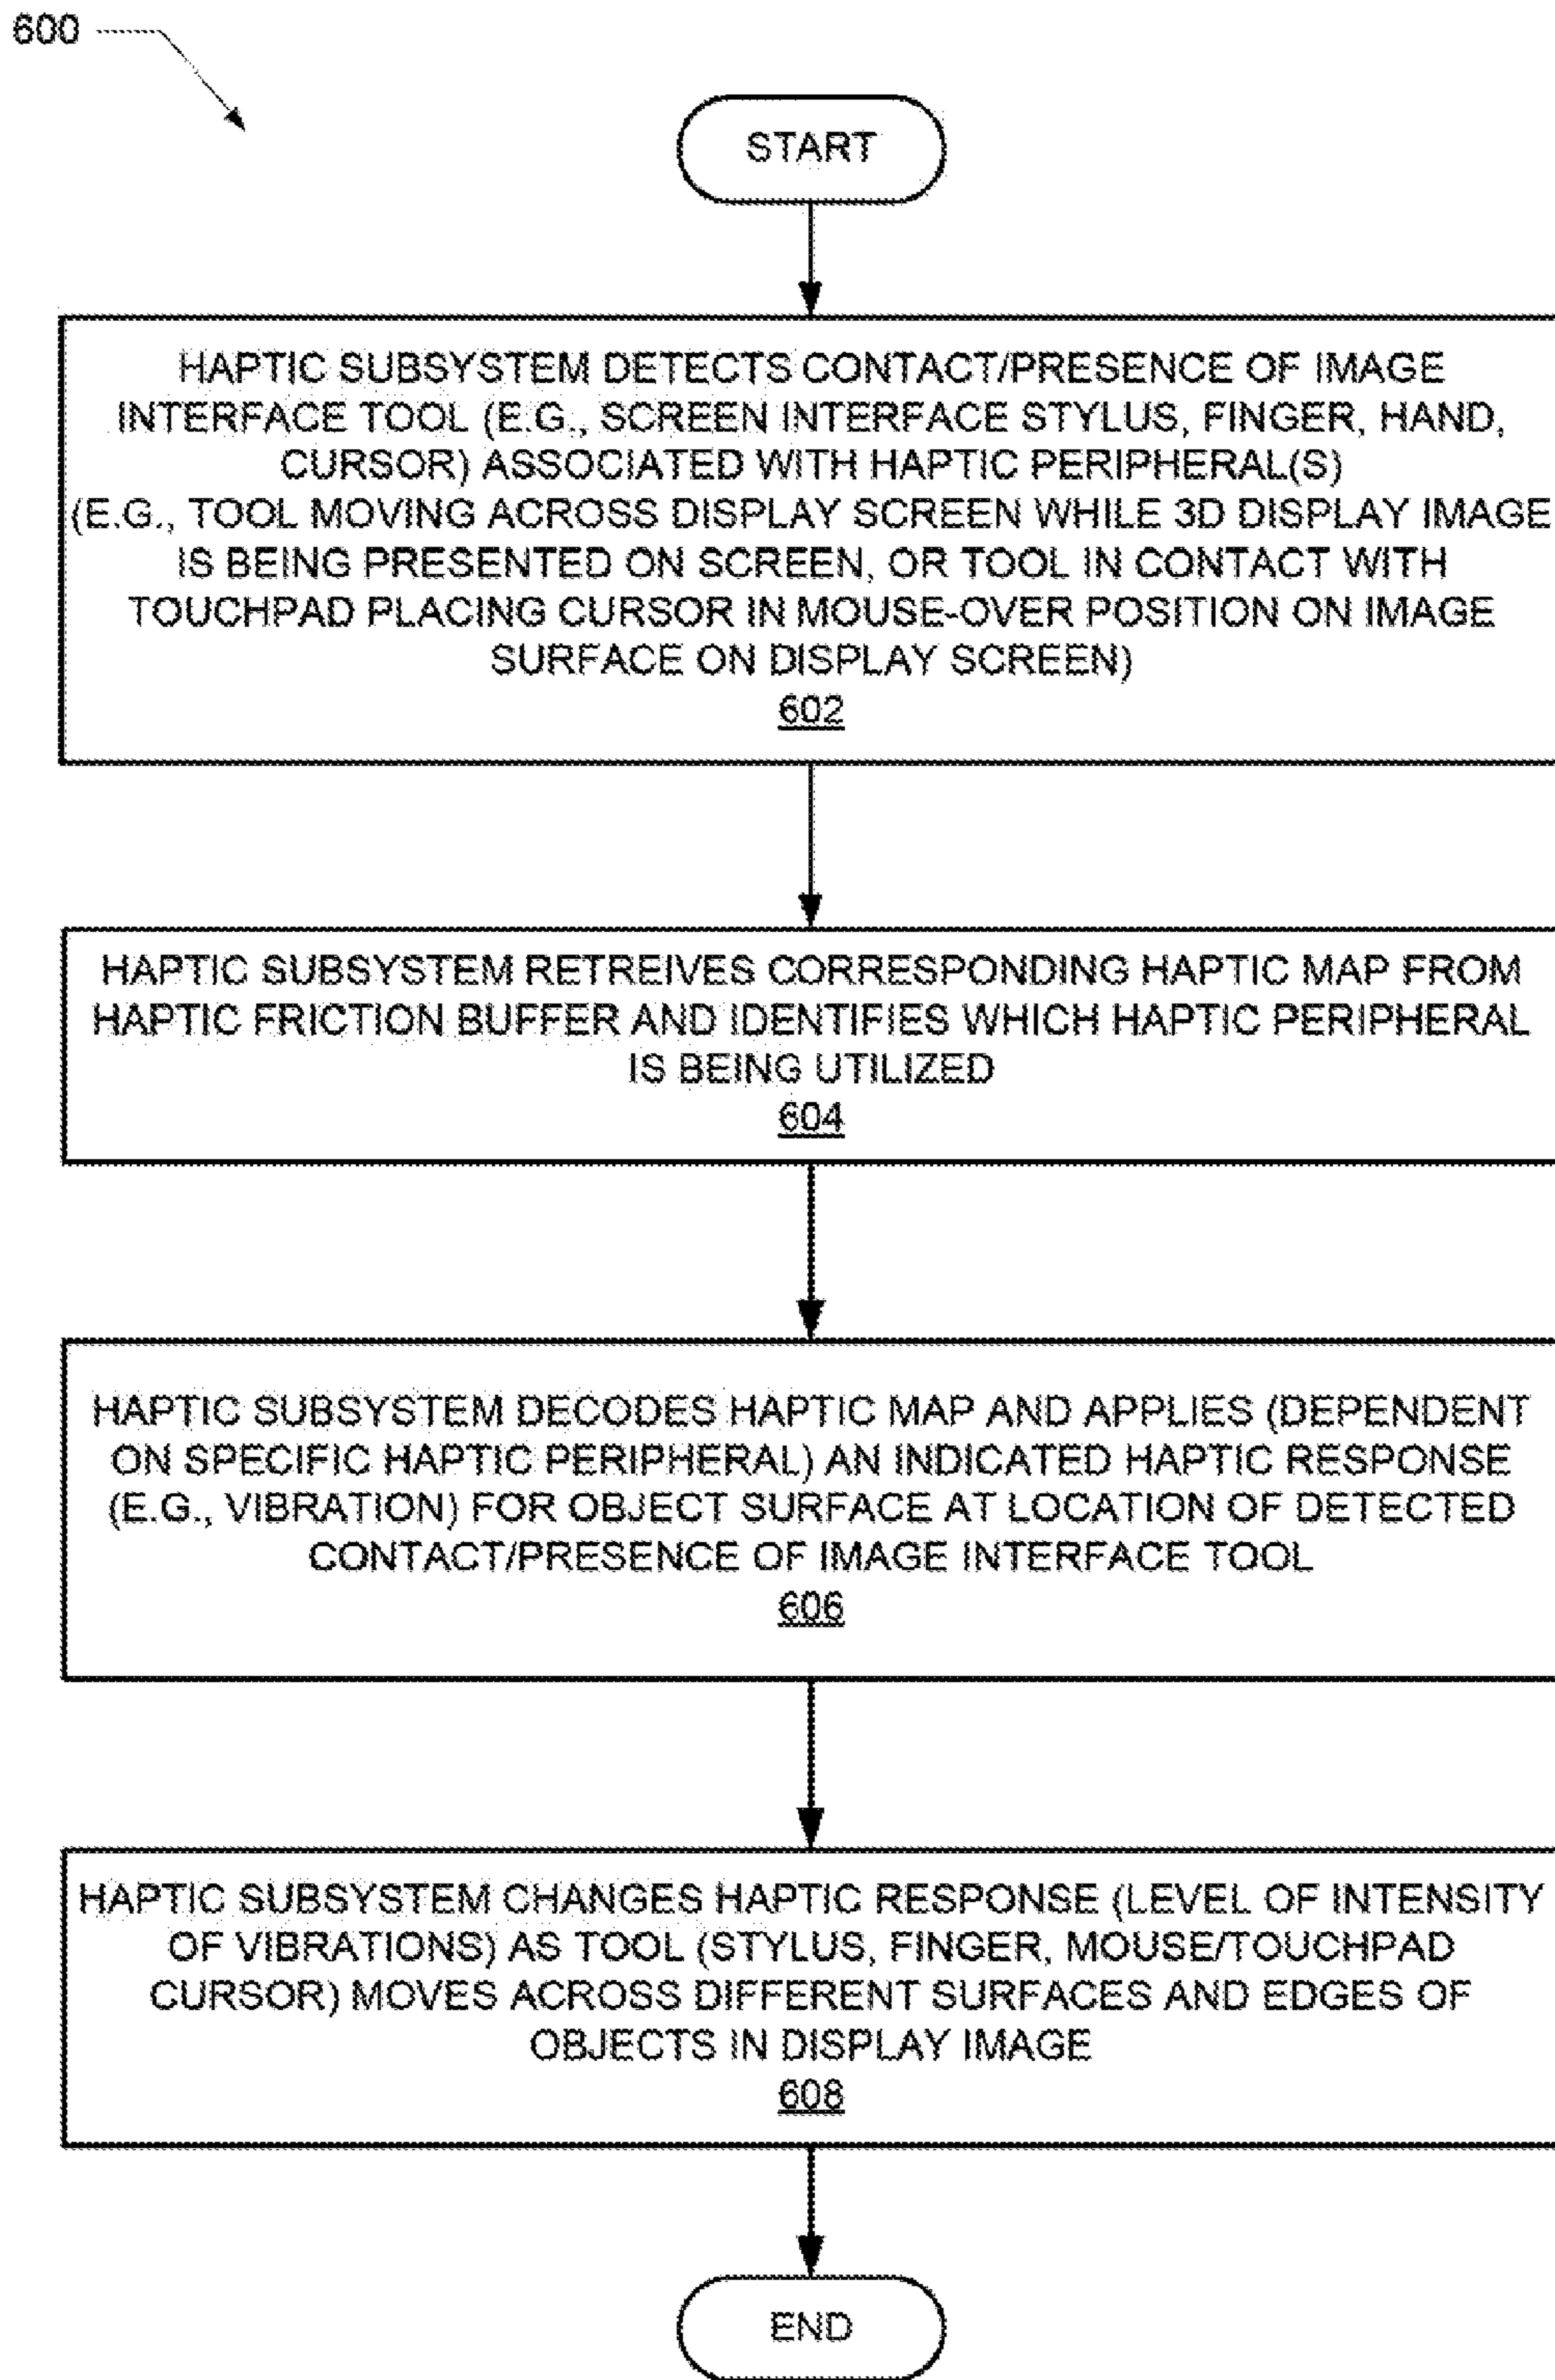 600
START
HAPTIC SUBSYSTEM DETECTS CONTACT/PRESENCE OF IMAGE
INTERFACE TOOL (E.G., SCREEN INTERFACE STYLUS, FINGER, HAND,
CURSOR) ASSOCIATED WITH HAPTIC PERIPHERAL(S)
(E.G., TOOL MOVING ACROSS DISPLAY SCREEN WHILE 3D DISPLAY IMAGE
IS BEING PRESENTED ON SCREEN, OR TOOL IN CONTACT WITH
TOUCHPAD PLACING CURSOR IN MOUSE-OVER POSITION ON IMAGE
SURFACE ON DISPLAY SCREEN)
602
HAPTIC SUBSYSTEM RETREIVES CORRESPONDING HAPTIC MAP FROM
HAPTIC FRICTION BUFFER AND IDENTIFIES WHICH HAPTIC PERIPHERAL
IS BEING UTILIZED
604
HAPTIC SUBSYSTEM DECODES HAPTIC MAP AND APPLIES (DEPENDENT
ON SPECIFIC HAPTIC PERIPHERAL) AN INDICATED HAPTIC RESPONSE
(E.G., VIBRATION) FOR OBJECT SURFACE AT LOCATION OF DETECTED
CONTACT/PRESENCE OF IMAGE INTERFACE TOOL
606
HAPTIC SUBSYSTEM CHANGES HAPTIC RESPONSE (LEVEL OF INTENSITY
OF VIBRATIONS) AS TOOL (STYLUS, FINGER, MOUSE/TOUCHPAD
CURSOR) MOVES ACROSS DIFFERENT SURFACES AND EDGES OF
OBJECTS IN DISPLAY IMAGE
608
END